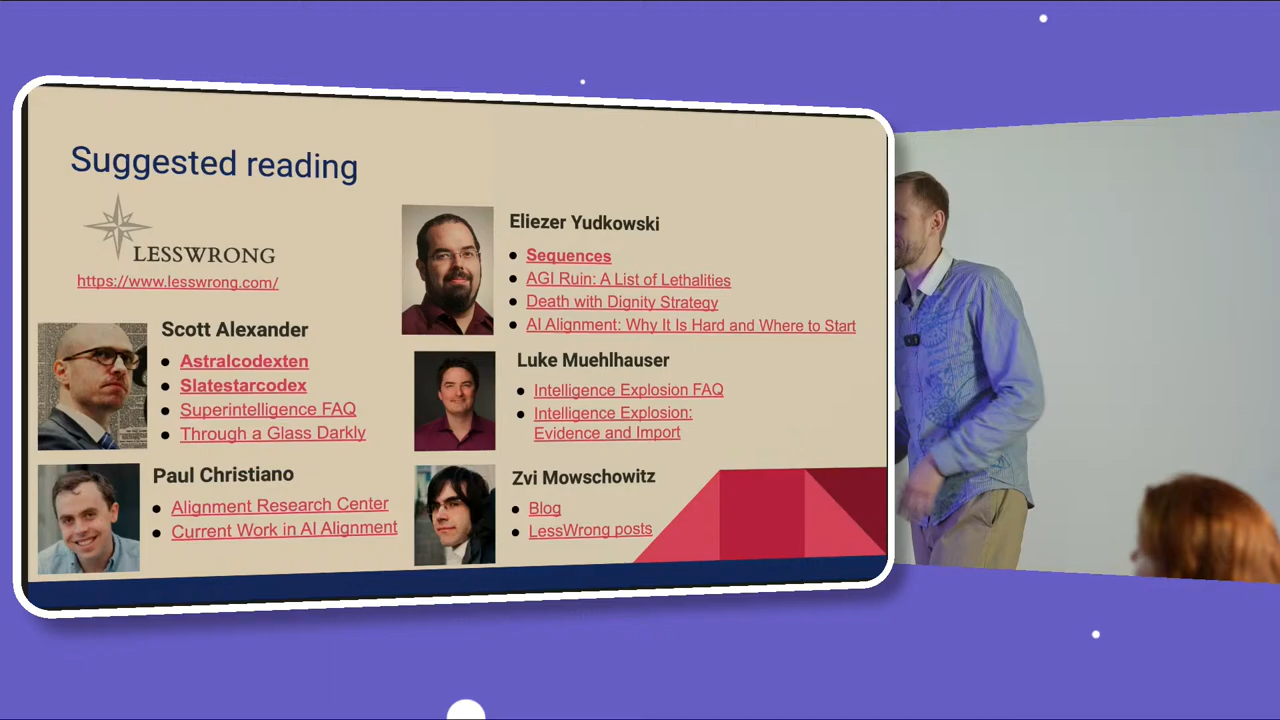 Suggested reading
LESSWRONG
https://www.lesswrong.com/
Scott Alexander
Astralcodexten
Slatestarcodex
Superintelligence FAQ
Through a Glass Darkly
Paul Christiano
Alignment Research Center
Current Work in AI Alignment
Eliezer Yudkowski
Sequences
AGI Ruin: A List of Lethalities
Death with Dignity Strategy
AI Alignment: Why It Is Hard and Where to Start
Luke Muehlhauser
Intelligence Explosion FAQ
Intelligence Explosion:
Evidence and Import
Zvi Mowschowitz
Blog
LessWrong posts